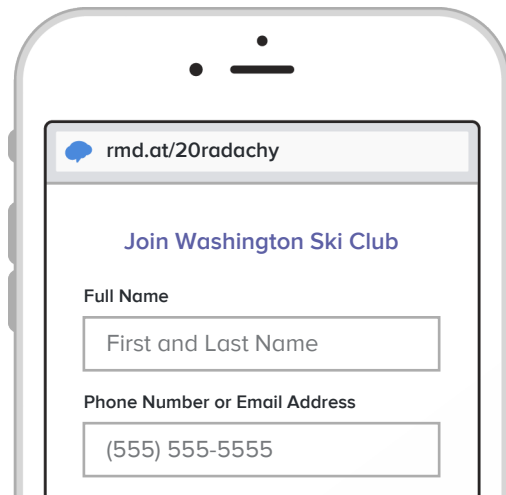 rmd.at/20radachy
Join Washington Ski Club
Full Name
First and Last Name
Phone Number or Email Address
(555) 555-5555